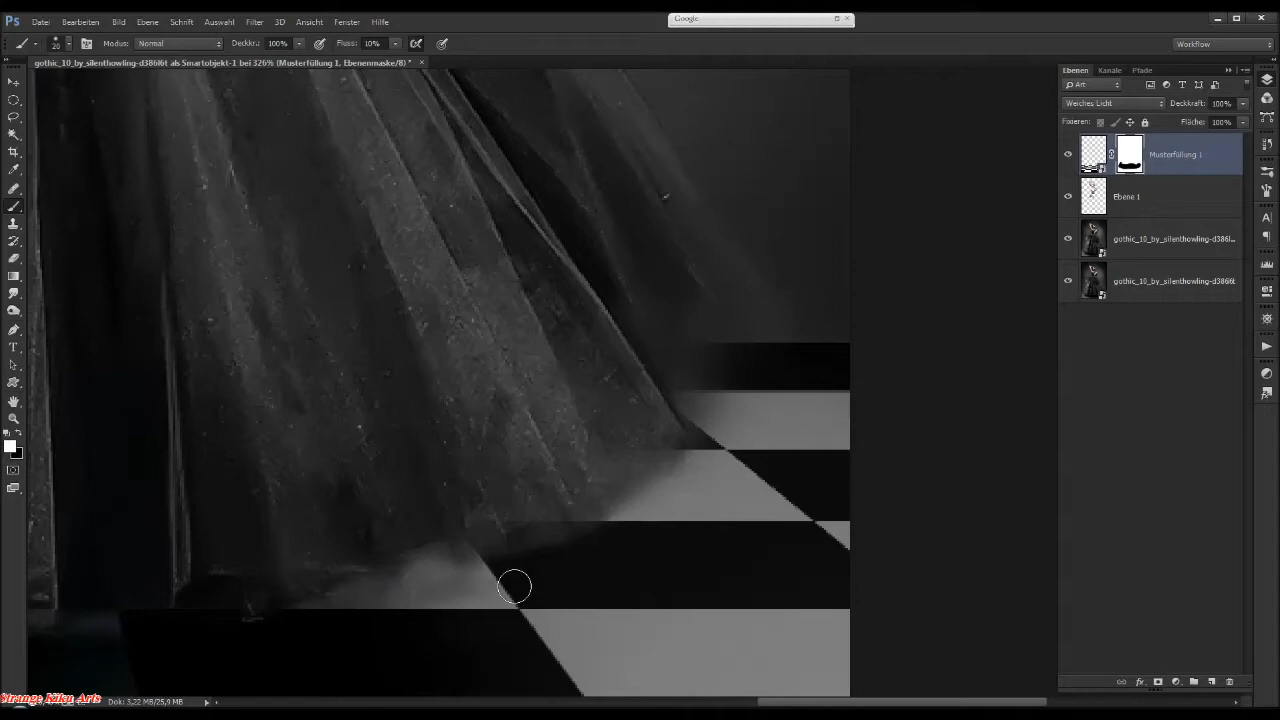 Ps Datei Bearbeiten Bild Ebene Schrift Auswahl Filter 3D Ansicht Fenster Hilfe
Google
20 Modus: Normal Deckkr.: 100% Fluss: 10% Workflow
gothic_10_by_silenthowling-d386l6t als Smartobjekt-1 bei 326% (Musterfüllung 1, Ebenenmaske/8) * ×
Ebenen Kanäle Pfade
Art
Weiches Licht Deckkraft: 100%
Fixieren: Fläche: 100%
Musterfüllung 1
Ebene 1
gothic_10_by_silenthowling-d386l...
gothic_10_by_silenthowling-d386l6t
Strange Kiku Arts
Dok: 3,22 MB/25,9 MB